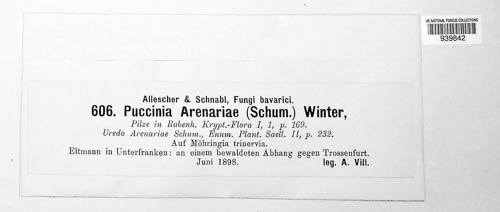 US NATIONAL FUNGUS COLLECTIONS
939842
Allescher & Schnabl, Fungi bavarici.
606. Puccinia Arenariae (Schum.) Winter,
Pilze in Rabenh. Krypt.-Flora I, 1, p. 169.
Uredo Arenariae Schum., Enum. Plant. Saell. II, p. 232.
Auf Möhringia trinervia.
Eltmann in Unterfranken: an einem bewaldeten Abhang gegen Trossenfurt.
Juni 1898. leg. A. Vill.